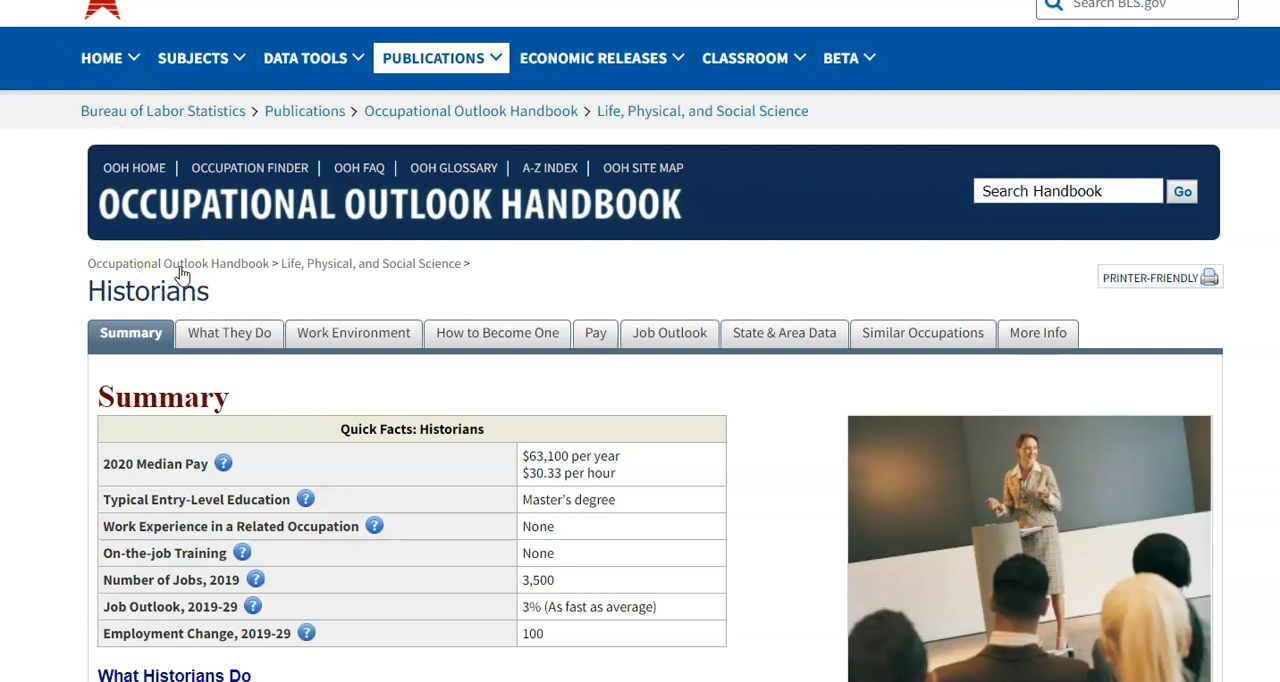 Search BLS.gov
HOME SUBJECTS DATA TOOLS PUBLICATIONS ECONOMIC RELEASES CLASSROOM BETA
Bureau of Labor Statistics > Publications > Occupational Outlook Handbook > Life, Physical, and Social Science
OOH HOME | OCCUPATION FINDER | OOH FAQ | OOH GLOSSARY | A-Z INDEX | OOH SITE MAP
OCCUPATIONAL OUTLOOK HANDBOOK
Search Handbook Go
Occupational Outlook Handbook > Life, Physical, and Social Science >
PRINTER-FRIENDLY
Historians
Summary What They Do Work Environment How to Become One Pay Job Outlook State & Area Data Similar Occupations More Info
Summary
Quick Facts: Historians
2020 Median Pay ? $63,100 per year
$30.33 per hour
Typical Entry-Level Education ? Master's degree
Work Experience in a Related Occupation ? None
On-the-job Training ? None
Number of Jobs, 2019 ? 3,500
Job Outlook, 2019-29 ? 3% (As fast as average)
Employment Change, 2019-29 ? 100
What Historians Do